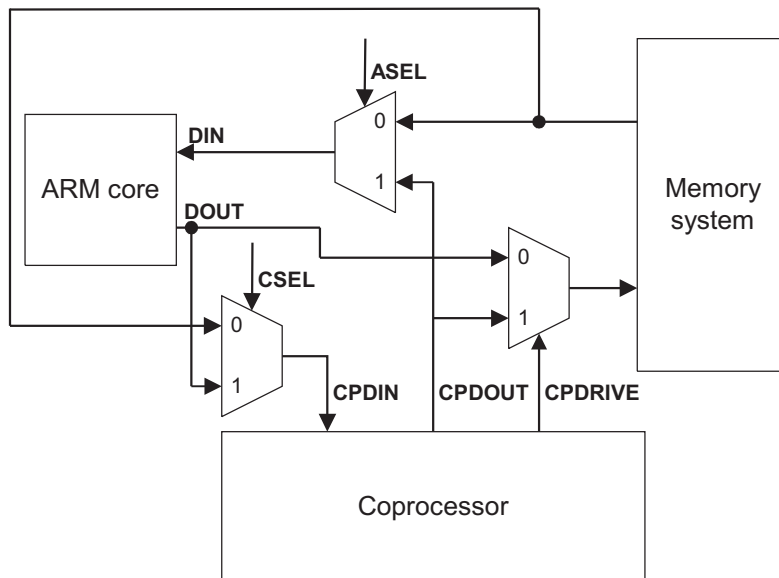 ASEL
0
DIN
ARM core
1
Memory
system
DOUT
0
CSEL
0
1
1
CPDIN
CPDOUT
CPDRIVE
Coprocessor